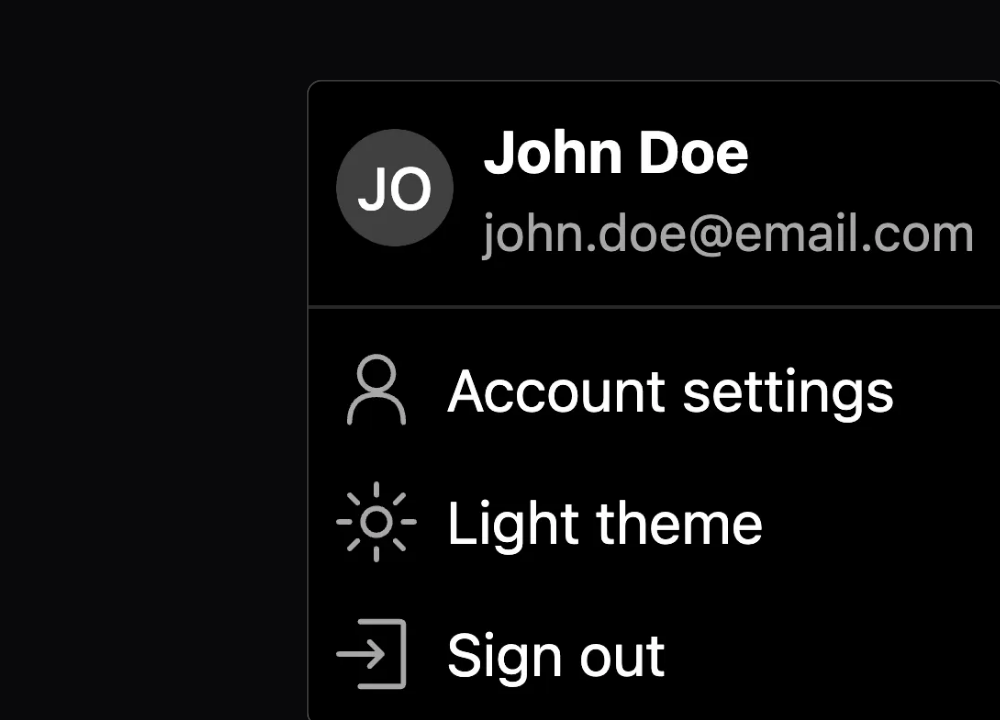 JO
John Doe
john.doe@email.com
Account settings
Light theme
Sign out